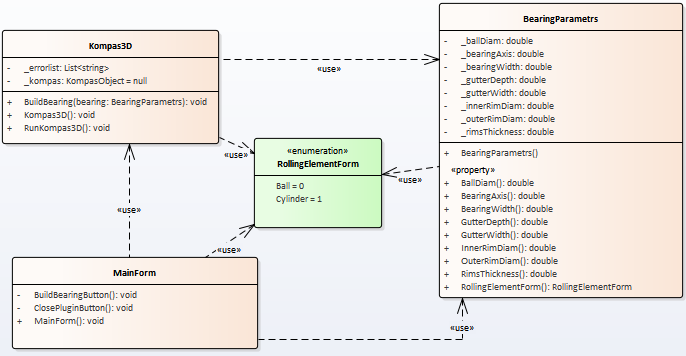 Kompas3D
- _errorlist: List<string>
- _kompas: KompasObject = null
+ BuildBearing(bearing: BearingParametrs): void
+ Kompas3D(): void
+ RunKompas3D(): void
«use»
BearingParametrs
- _ballDiam: double
- _bearingAxis: double
- _bearingWidth: double
- _gutterDepth: double
- _gutterWidth: double
- _innerRimDiam: double
- _outerRimDiam: double
- _rimsThickness: double
+ BearingParametrs()
«property»
+ BallDiam(): double
+ BearingAxis(): double
+ BearingWidth(): double
+ GutterDepth(): double
+ GutterWidth(): double
+ InnerRimDiam(): double
+ OuterRimDiam(): double
+ RimsThickness(): double
+ RollingElementForm(): RollingElementForm
«use»
«enumeration»
RollingElementForm
Ball = 0
Cylinder = 1
«use»
«use»
«use»
MainForm
- BuildBearingButton(): void
- ClosePluginButton(): void
+ MainForm(): void
«use»